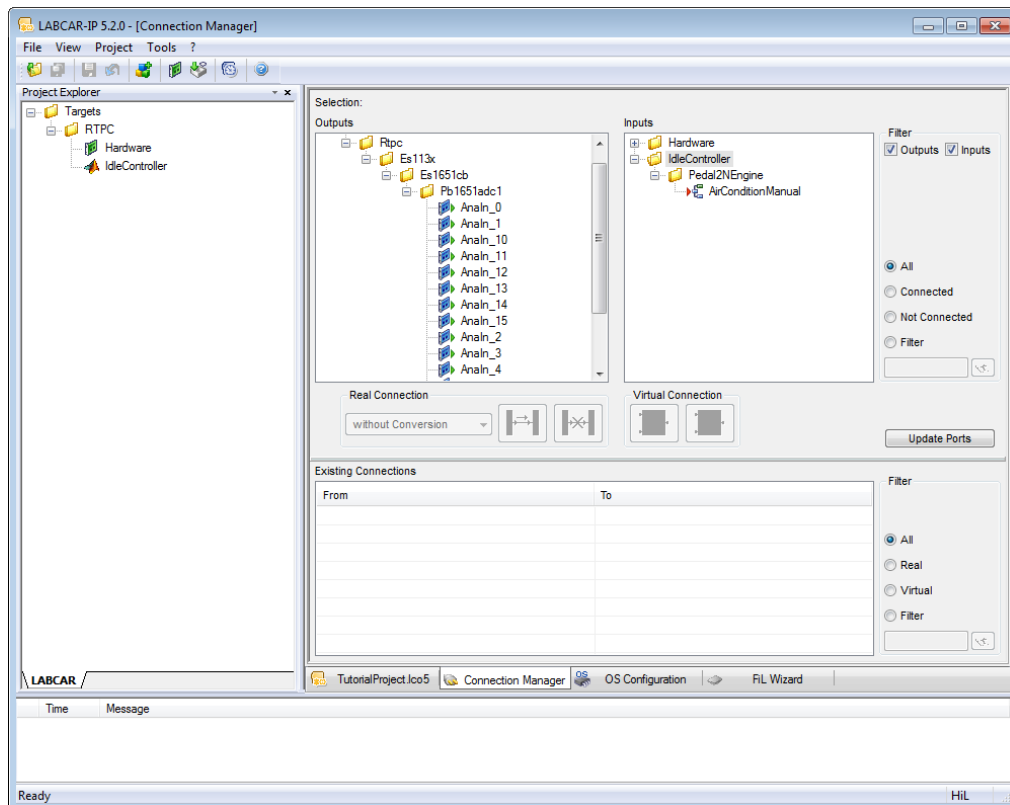 LABCAR-IP 5.2.0 - [Connection Manager]
File View Project Tools ?
Project Explorer
Targets
RTPC
Hardware
IdleController
LABCAR
Selection:
Outputs
Rtpc
Es113x
Es1651cb
Pb1651adc1
AnaIn_0
AnaIn_1
AnaIn_10
AnaIn_11
AnaIn_12
AnaIn_13
AnaIn_14
AnaIn_15
AnaIn_2
AnaIn_3
AnaIn_4
Inputs
Hardware
IdleController
Pedal2NEngine
AirConditionManual
Filter
Outputs Inputs
All
Connected
Not Connected
Filter
Real Connection
without Conversion
Virtual Connection
Update Ports
Existing Connections
From To
Filter
All
Real
Virtual
Filter
TutorialProject.lco5 Connection Manager OS OS Configuration FiL Wizard
Time Message
Ready HiL